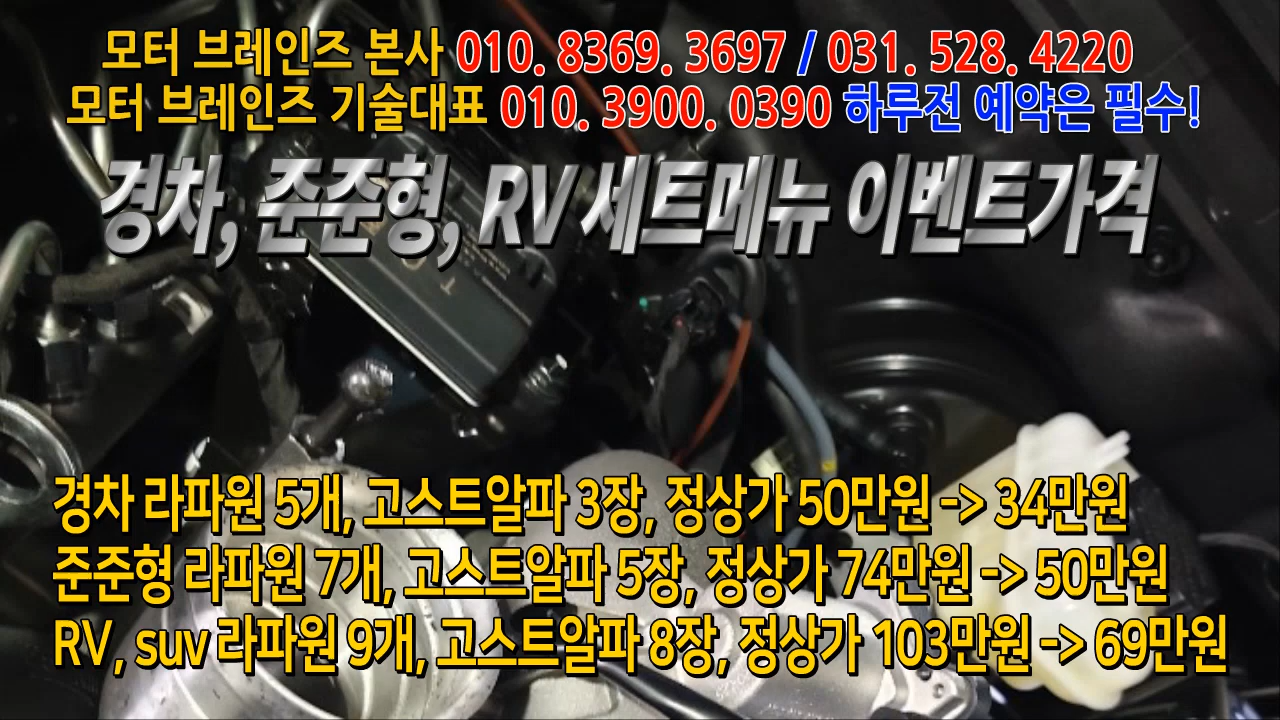 모터 브레인즈 본사 010. 8369. 3697 / 031. 528. 4220
모터 브레인즈 기술대표 010. 3900. 0390 하루전 예약은 필수!
경차, 준준형, RV 세트메뉴 이벤트가격
경차 라파원 5개, 고스트알파 3장, 정상가 50만원 -> 34만원
준준형 라파원 7개, 고스트알파 5장, 정상가 74만원 -> 50만원
RV, suv 라파원 9개, 고스트알파 8장, 정상가 103만원 -> 69만원